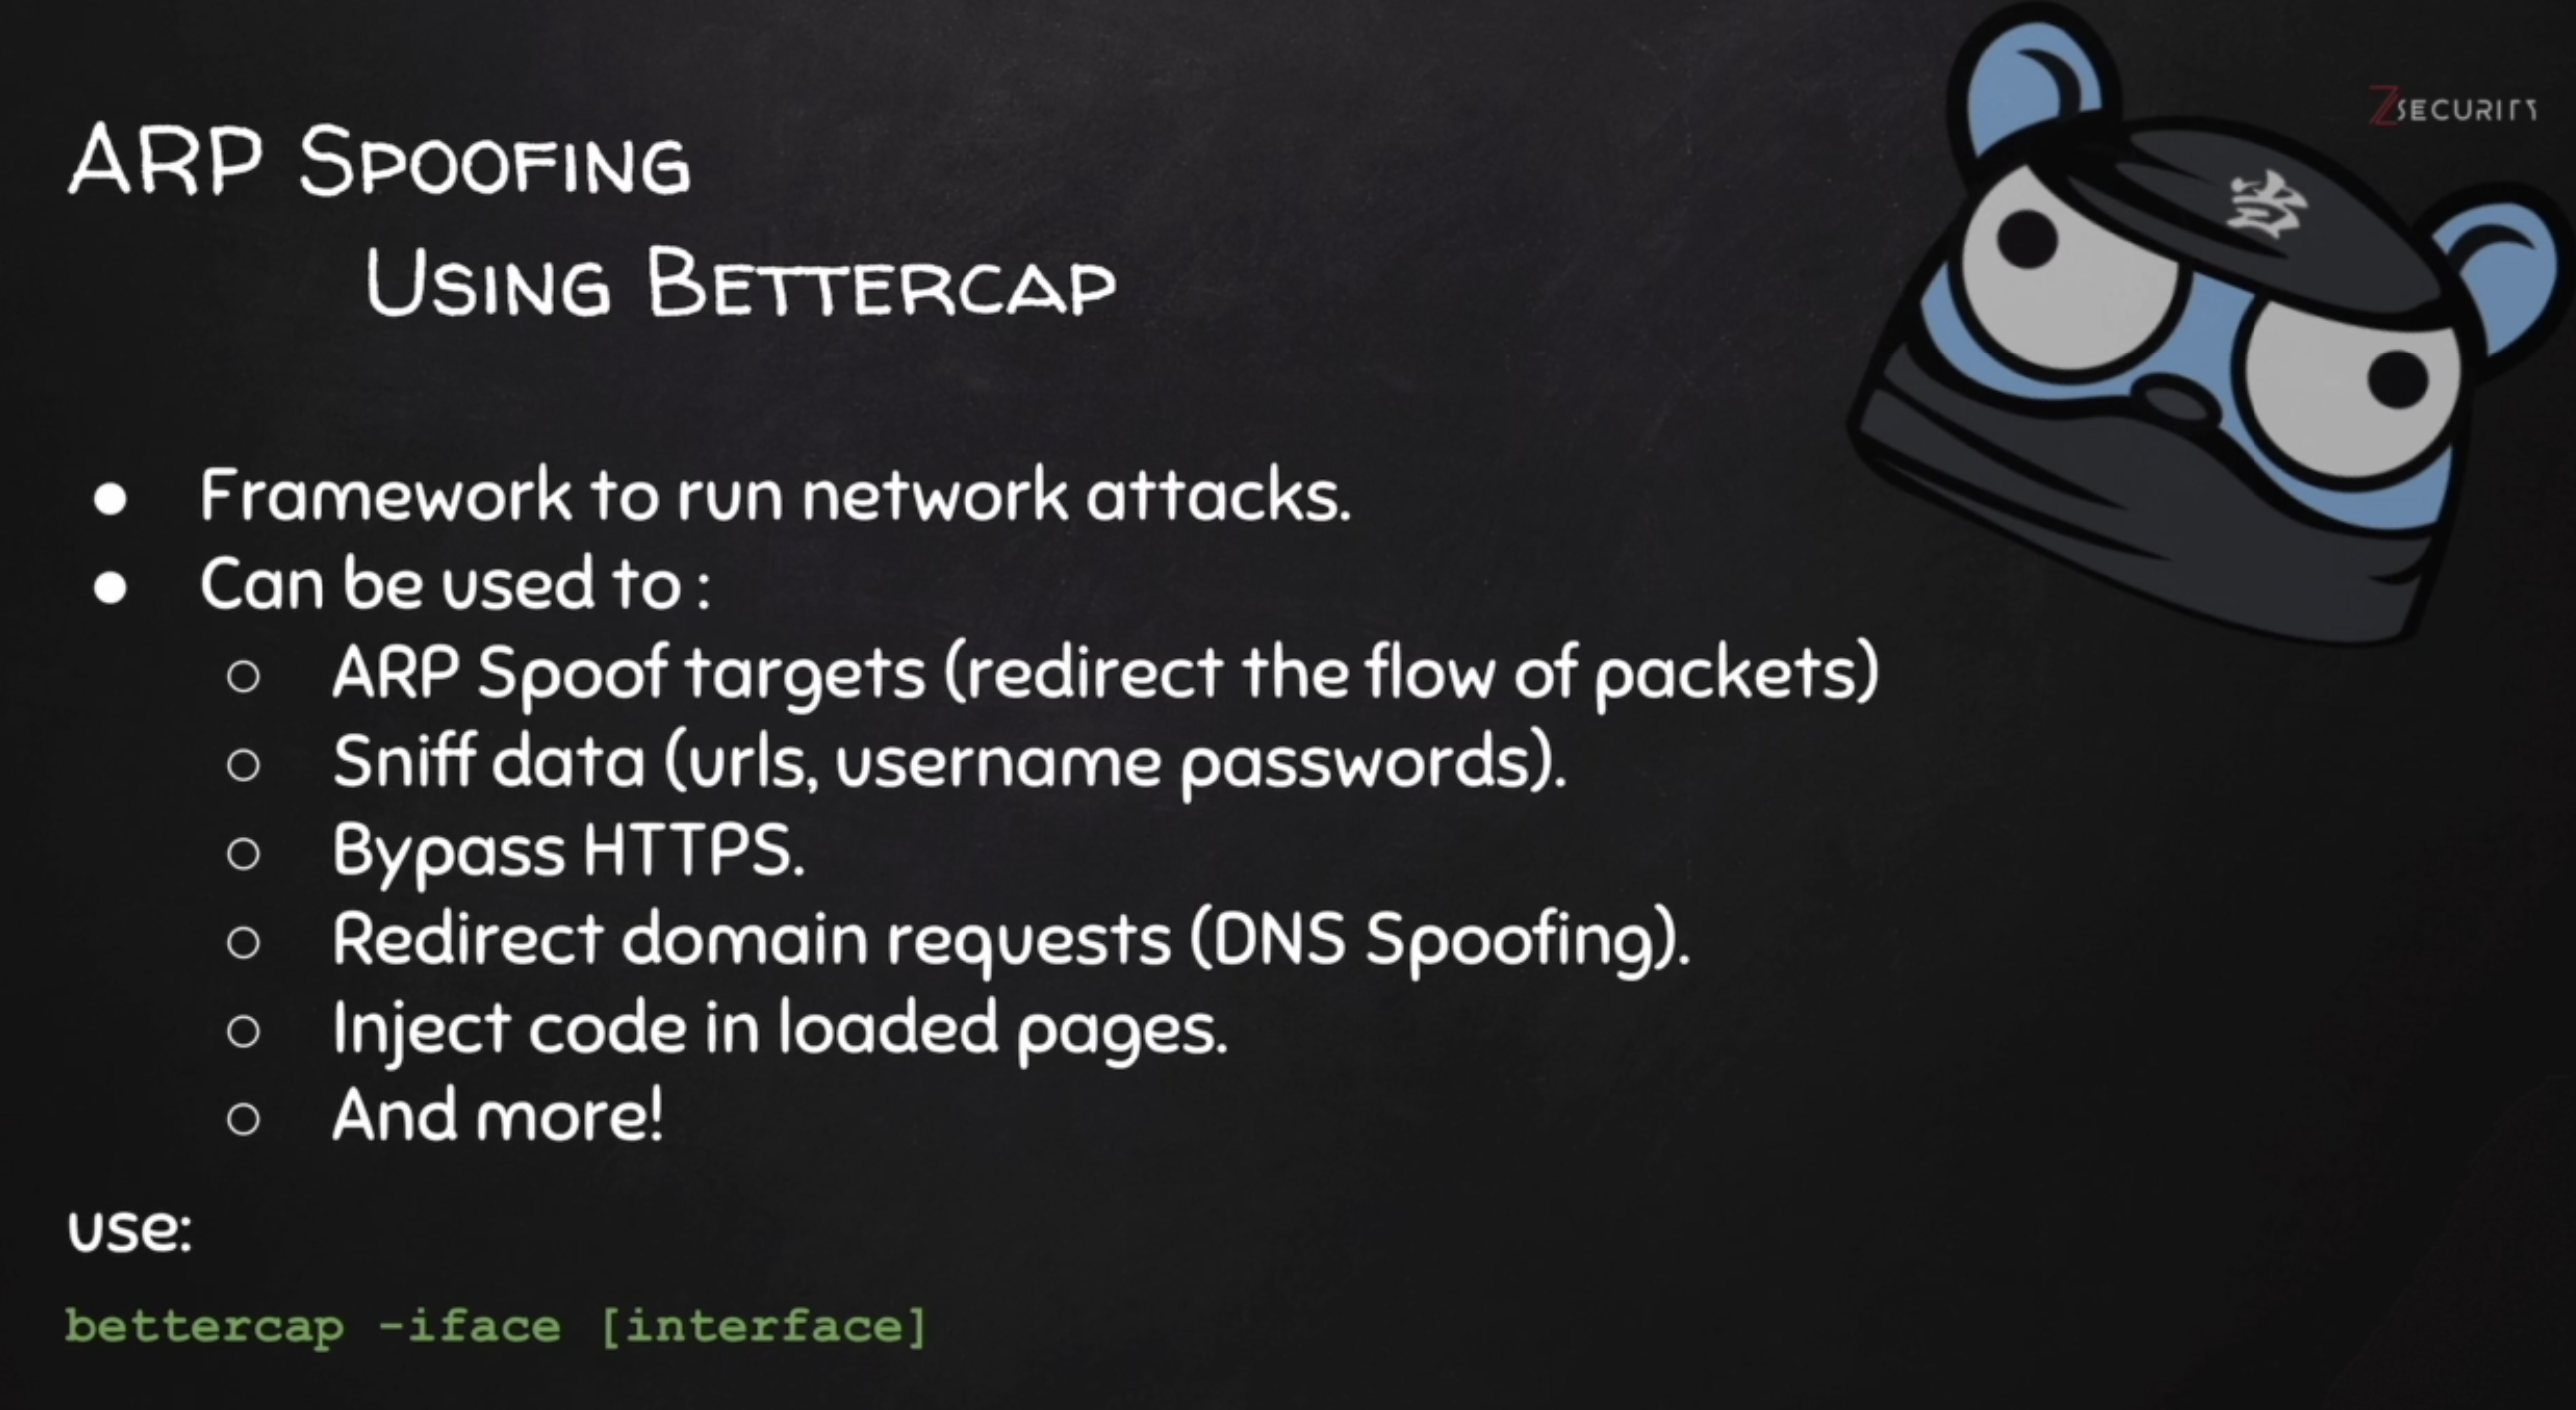 ZSECURITY
ARP SPOOFING
USING BETTERCAP
● Framework to run network attacks.
● Can be used to :
○ ARP Spoof targets (redirect the flow of packets)
○ Sniff data (urls, username passwords).
○ Bypass HTTPS.
○ Redirect domain requests (DNS Spoofing).
○ Inject code in loaded pages.
○ And more!
use:
bettercap -iface [interface]